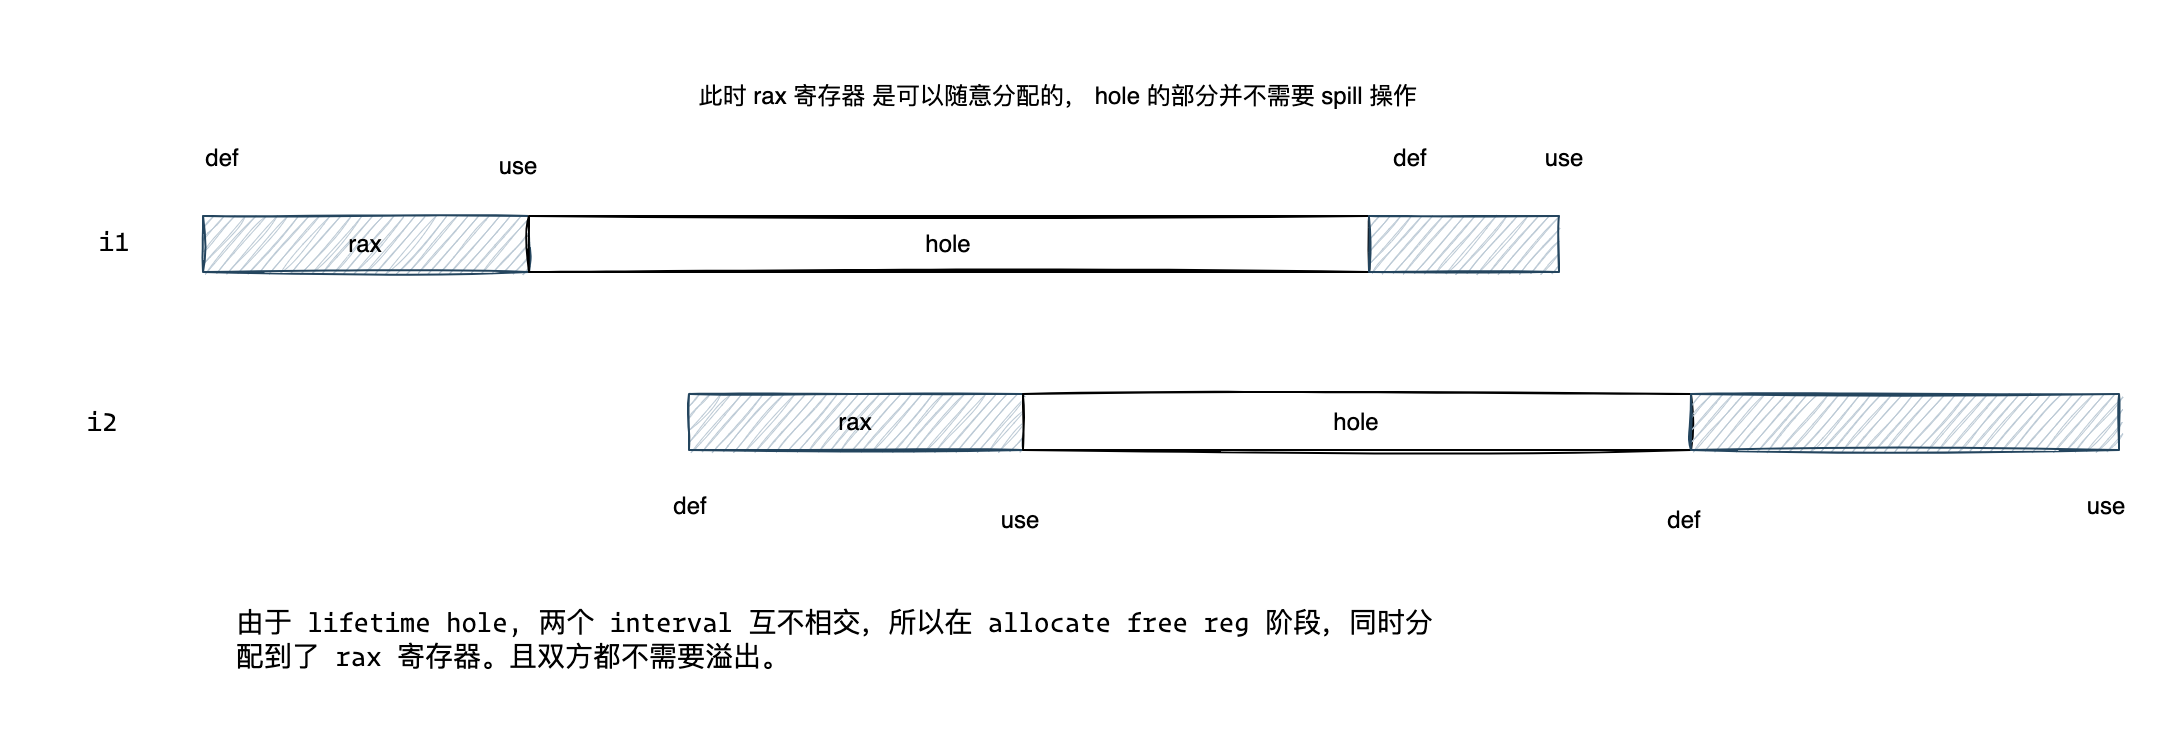 此时 rax 寄存器 是可以随意分配的， hole 的部分并不需要 spill 操作
def use def use
i1 rax hole
i2 rax hole
def use def use
由于 lifetime hole，两个 interval 互不相交，所以在 allocate free reg 阶段，同时分
配到了 rax 寄存器。且双方都不需要溢出。